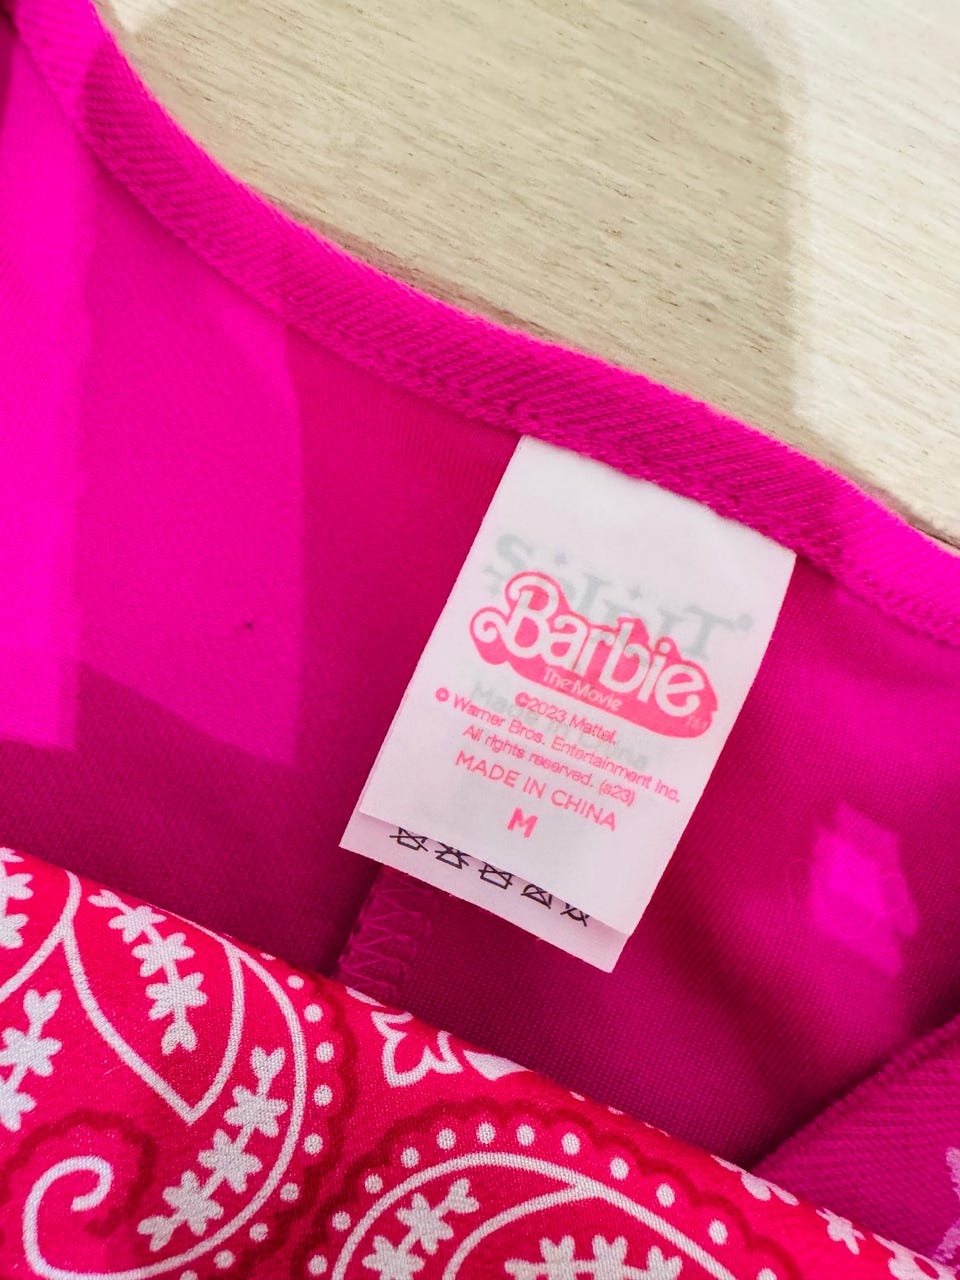 Barbie
The Movie
TM
©2023 Mattel.
© Warner Bros. Entertainment Inc.
All rights reserved. (s23)
MADE IN CHINA
M